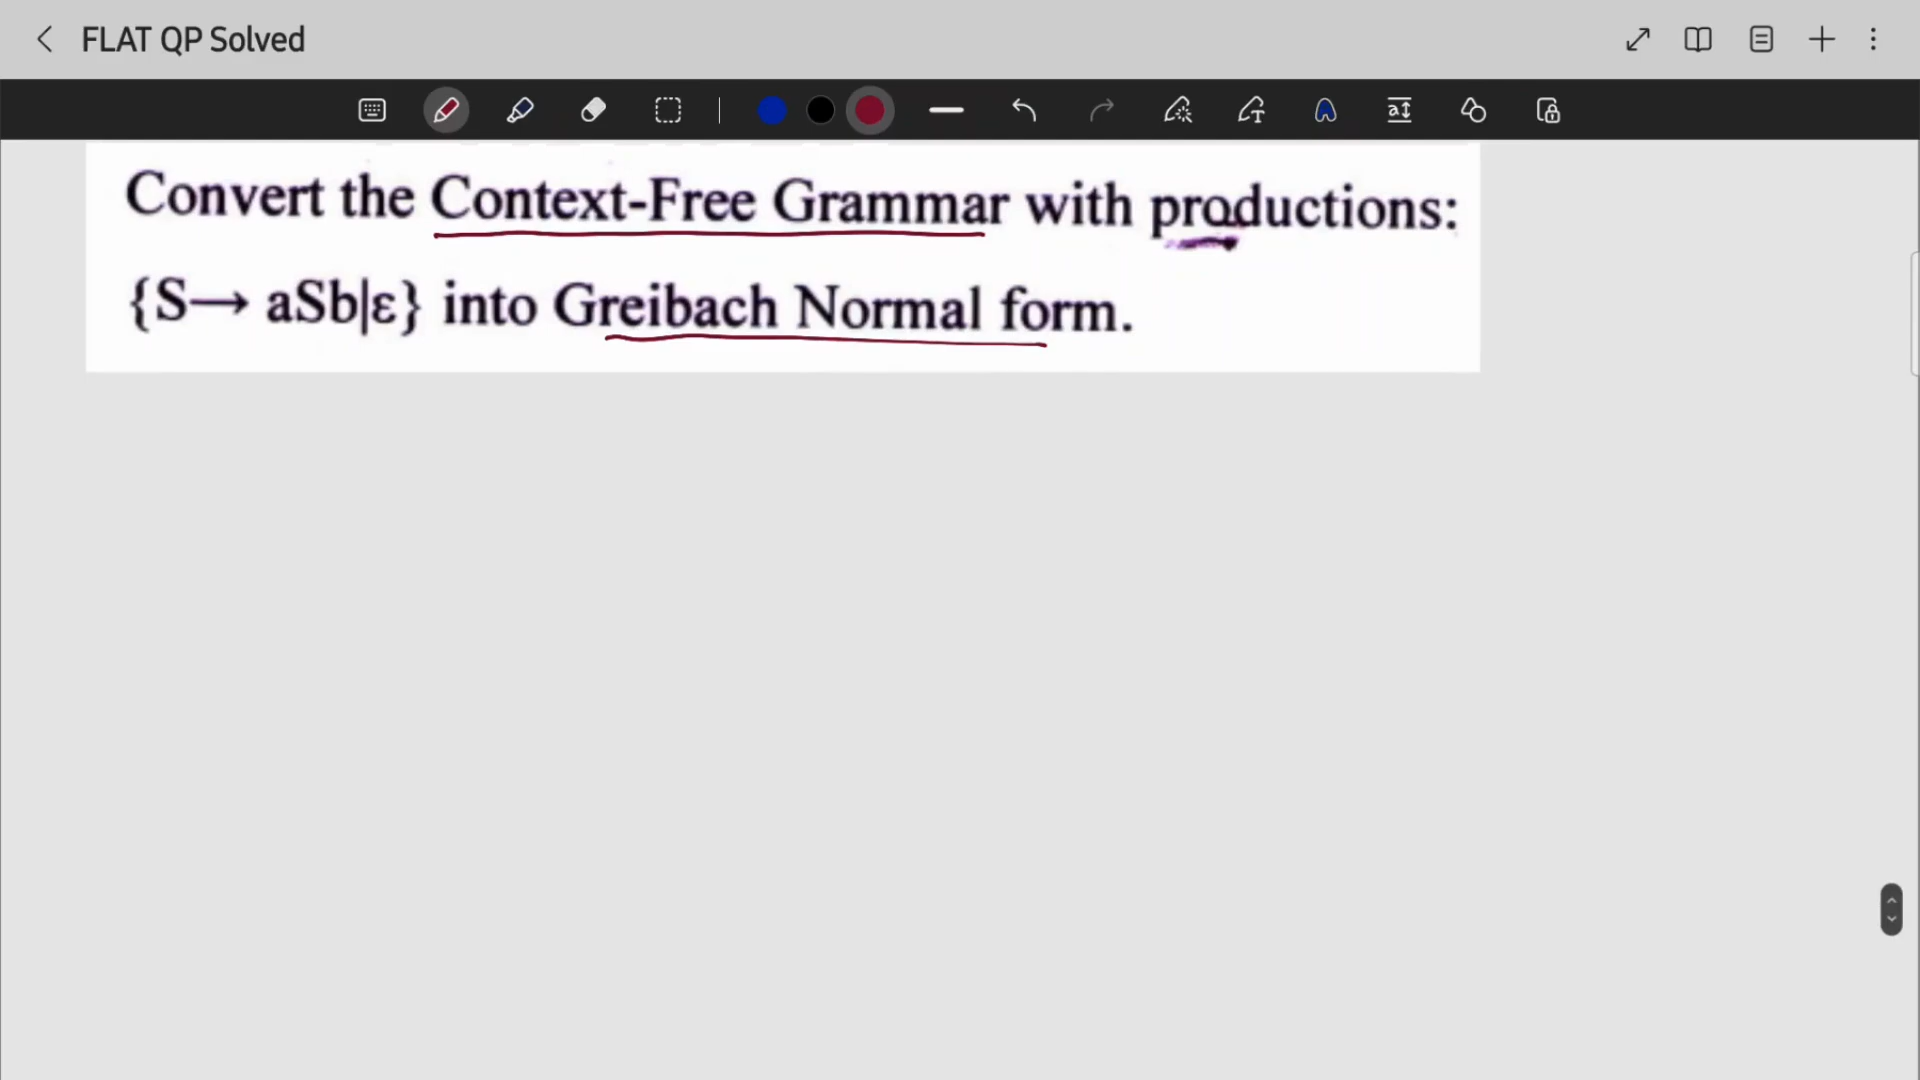 FLAT QP Solved
Convert the Context-Free Grammar with productions:
{S→ aSb|ε} into Greibach Normal form.